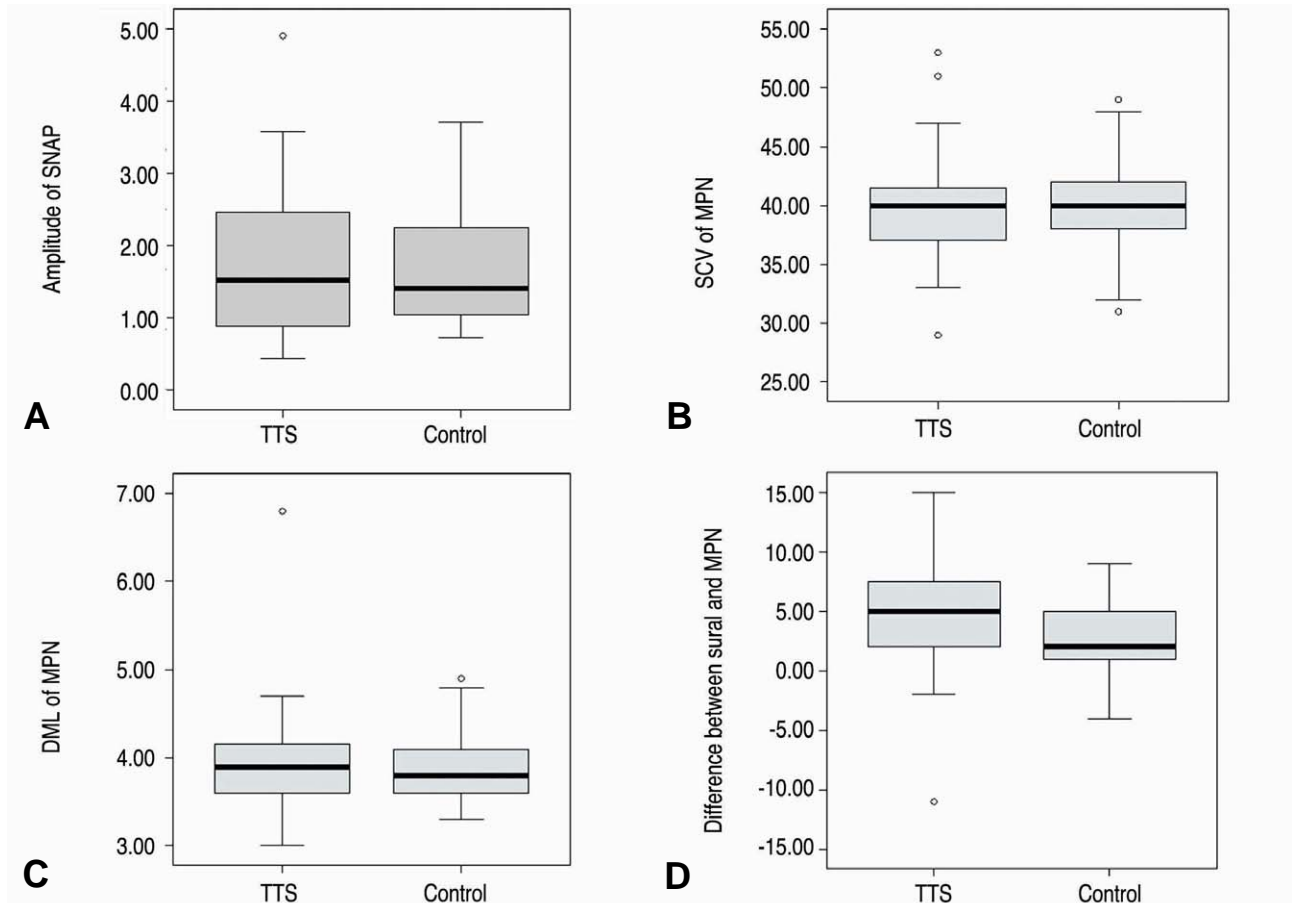 5.00
4.00
3.00
2.00
1.00
0.00
Amplitude of SNAP
TTS
Control
A
55.00
50.00
45.00
40.00
35.00
30.00
25.00
SCV of MPN
TTS
Control
B
7.00
6.00
5.00
4.00
3.00
DML of MPN
TTS
Control
C
15.00
10.00
5.00
0.00
-5.00
-10.00
-15.00
Difference between sural and MPN
TTS
Control
D